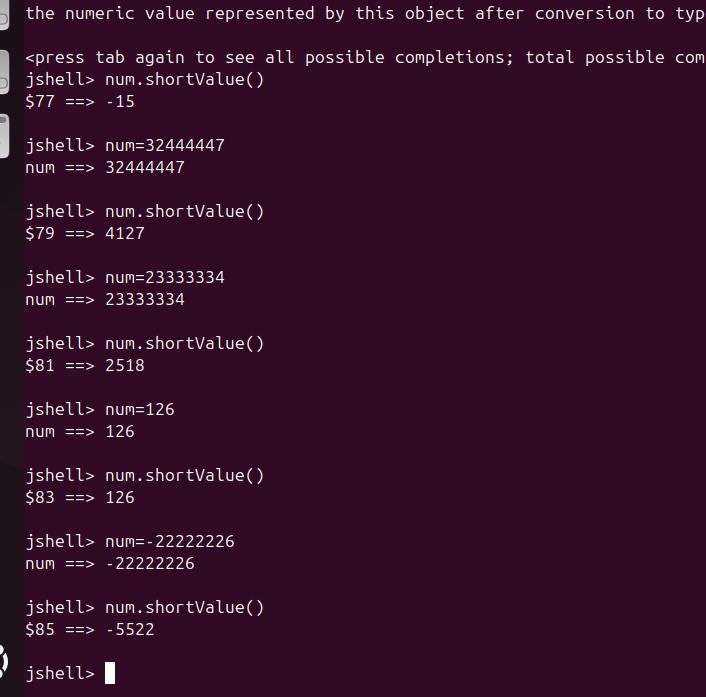 the numeric value represented by this object after conversion to typ
<press tab again to see all possible completions; total possible com
jshell> num.shortValue()
$77 ==> -15
jshell> num=32444447
num ==> 32444447
jshell> num.shortValue()
$79 ==> 4127
jshell> num=23333334
num ==> 23333334
jshell> num.shortValue()
$81 ==> 2518
jshell> num=126
num ==> 126
jshell> num.shortValue()
$83 ==> 126
jshell> num=-22222226
num ==> -22222226
jshell> num.shortValue()
$85 ==> -5522
jshell>